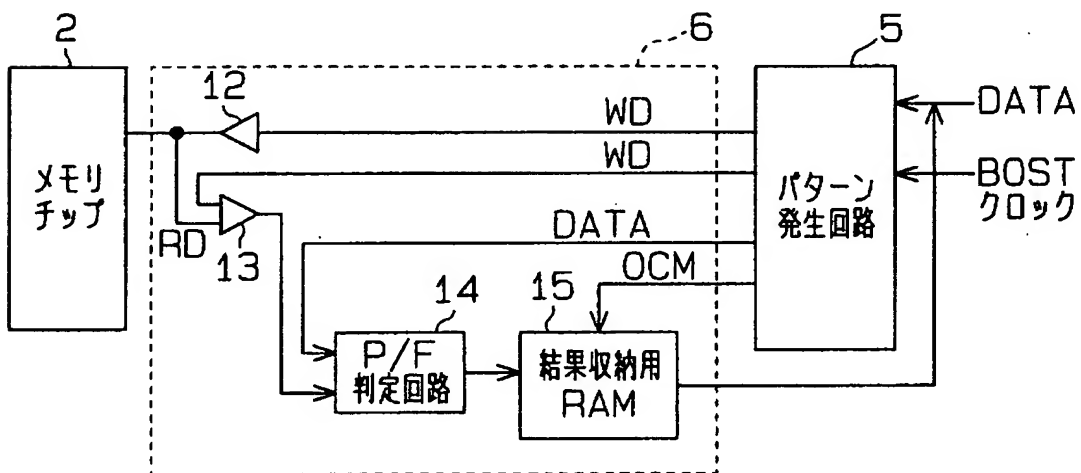 2
6
5
12
WD
DATA
WD
BOST
クロック
メモリ
チップ
パターン
発生回路
RD
13
DATA
OCM
14
15
P/F
判定回路
結果収納用
RAM